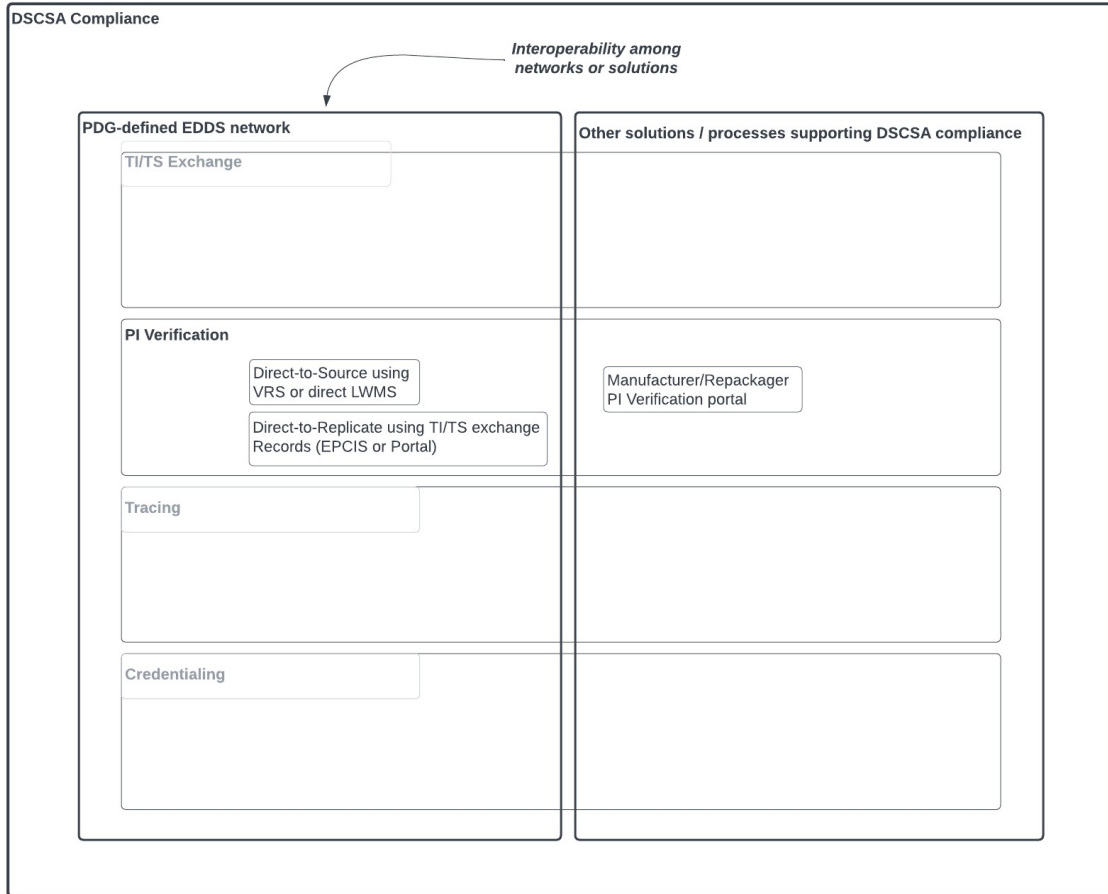 DSCSA Compliance
Interoperability among
networks or solutions
PDG-defined EDDS network
Other solutions / processes supporting DSCSA compliance
TI/TS Exchange
PI Verification
Direct-to-Source using
VRS or direct LWMS
Manufacturer/Repackager
PI Verification portal
Direct-to-Replicate using TI/TS exchange
Records (EPCIS or Portal)
Tracing
Credentialing